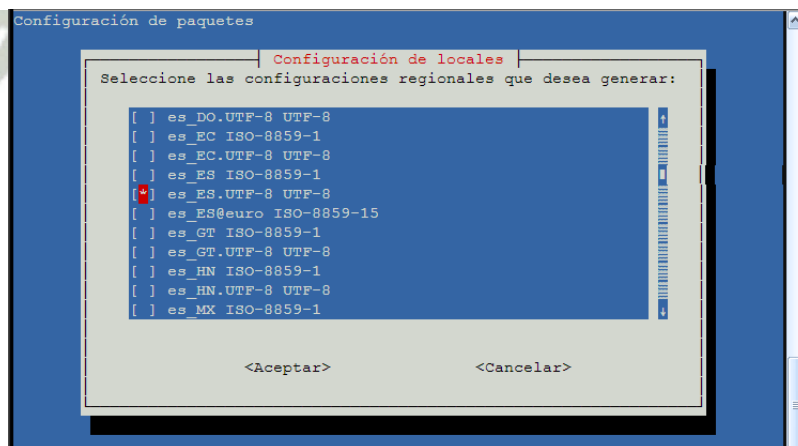 Configuración de paquetes
Configuración de locales
Seleccione las configuraciones regionales que desea generar:
[ ] es_DO.UTF-8 UTF-8
[ ] es_EC ISO-8859-1
[ ] es_EC.UTF-8 UTF-8
[ ] es_ES ISO-8859-1
[*] es_ES.UTF-8 UTF-8
[ ] es_ES@euro ISO-8859-15
[ ] es_GT ISO-8859-1
[ ] es_GT.UTF-8 UTF-8
[ ] es_HN ISO-8859-1
[ ] es_HN.UTF-8 UTF-8
[ ] es_MX ISO-8859-1
<Aceptar> <Cancelar>